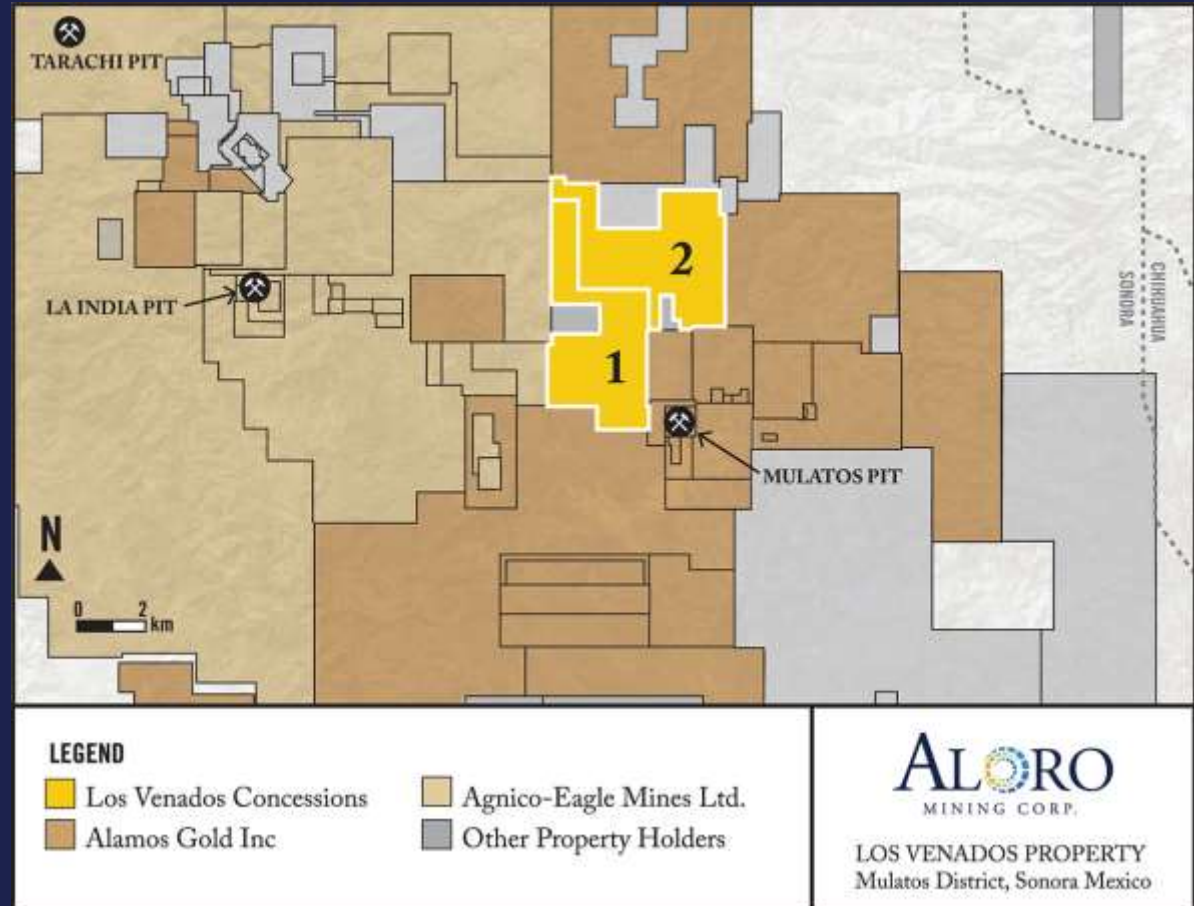 TARACHI PIT
2
LA INDIA PIT
CHIHUAHUA
SONORA
1
MULATOS PIT
N
0 2
km
LEGEND
Los Venados Concessions
Alamos Gold Inc
Agnico-Eagle Mines Ltd.
Other Property Holders
ALORO
MINING CORP.
LOS VENADOS PROPERTY
Mulatos District, Sonora Mexico